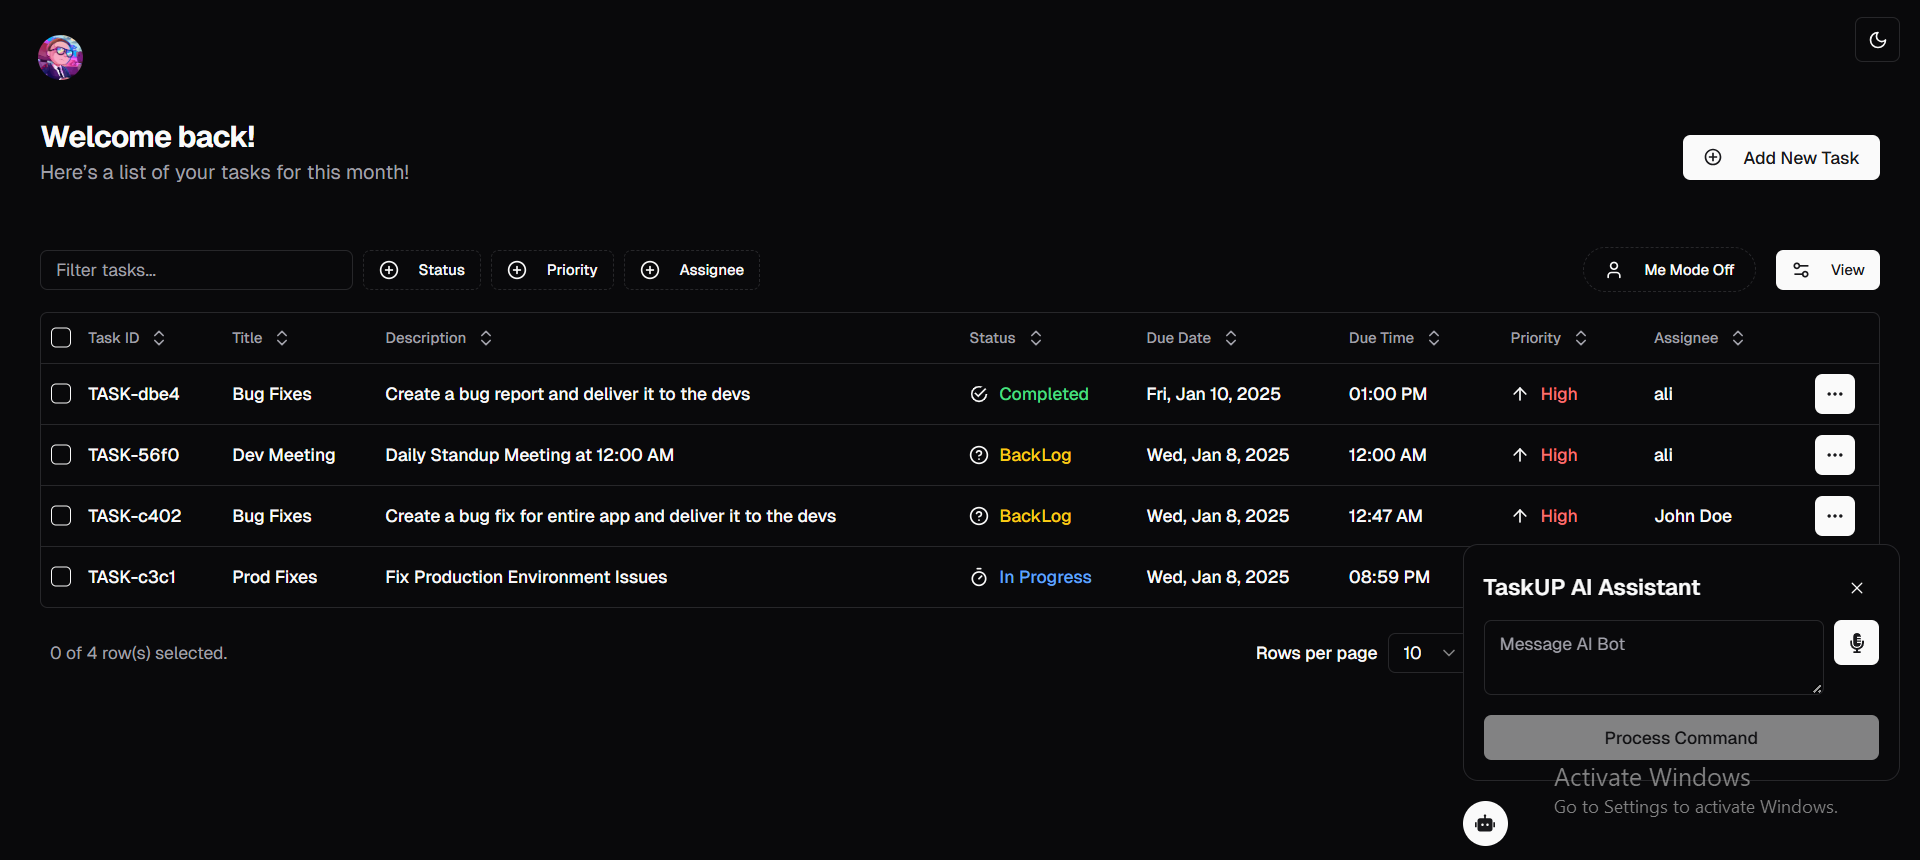 Welcome back!
Here's a list of your tasks for this month!
Add New Task
Filter tasks... Status Priority Assignee Me Mode Off View
Task ID Title Description Status Due Date Due Time Priority Assignee
TASK-dbe4 Bug Fixes Create a bug report and deliver it to the devs Completed Fri, Jan 10, 2025 01:00 PM High ali
TASK-56f0 Dev Meeting Daily Standup Meeting at 12:00 AM BackLog Wed, Jan 8, 2025 12:00 AM High ali
TASK-c402 Bug Fixes Create a bug fix for entire app and deliver it to the devs BackLog Wed, Jan 8, 2025 12:47 AM High John Doe
TASK-c3c1 Prod Fixes Fix Production Environment Issues In Progress Wed, Jan 8, 2025 08:59 PM
0 of 4 row(s) selected. Rows per page 10
TaskUP AI Assistant
Message AI Bot
Process Command
Activate Windows
Go to Settings to activate Windows.